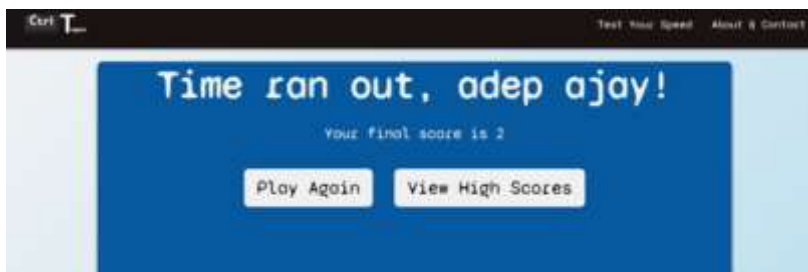 Ctrl T
Test Your Speed About & Contact
Time ran out, adep ajay!
Your final score is 2
Play Again View High Scores